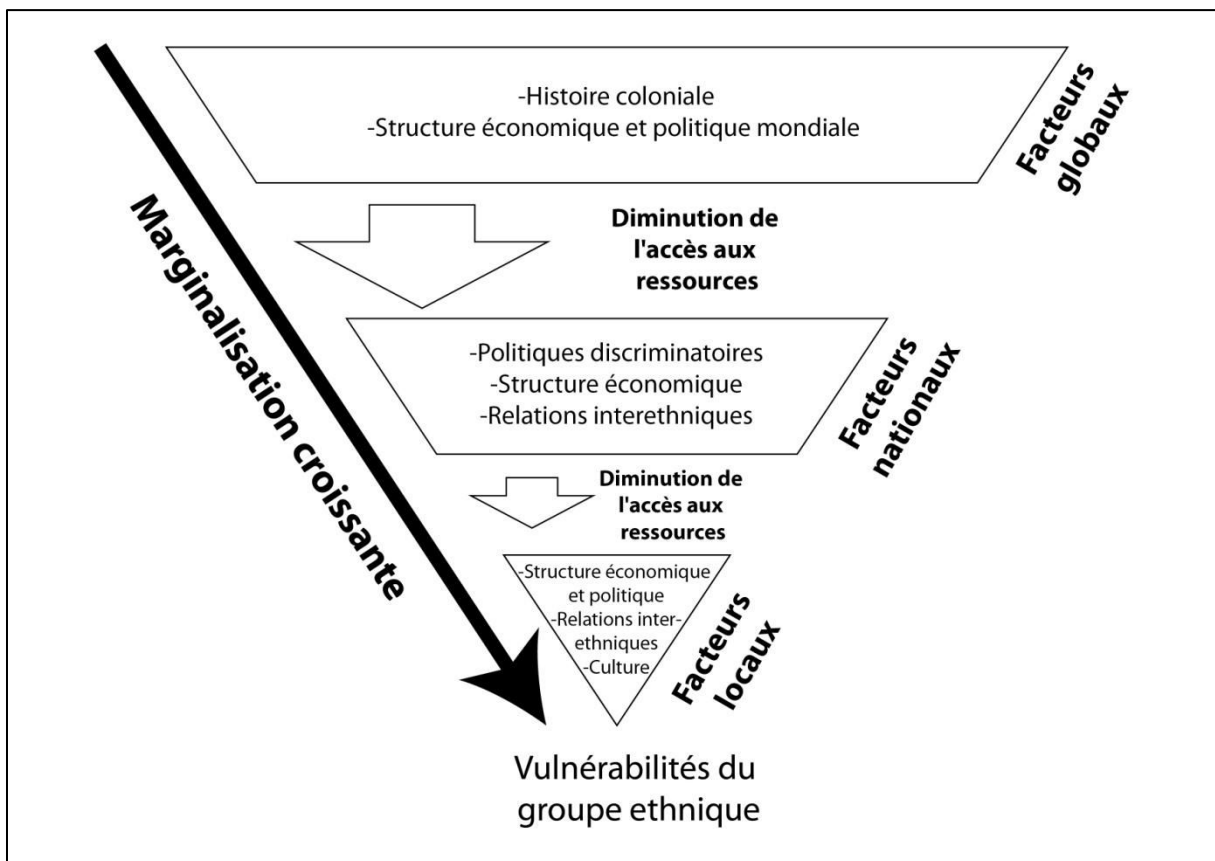 -Histoire coloniale
-Structure économique et politique mondiale
Facteurs
globaux
Diminution de
l'accès aux
ressources
Marginalisation croissante
-Politiques discriminatoires
-Structure économique
-Relations interethniques
Facteurs
nationaux
Diminution de
l'accès aux
ressources
-Structure économique
et politique
-Relations inter-
ethniques
-Culture
Facteurs
locaux
Vulnérabilités du
groupe ethnique